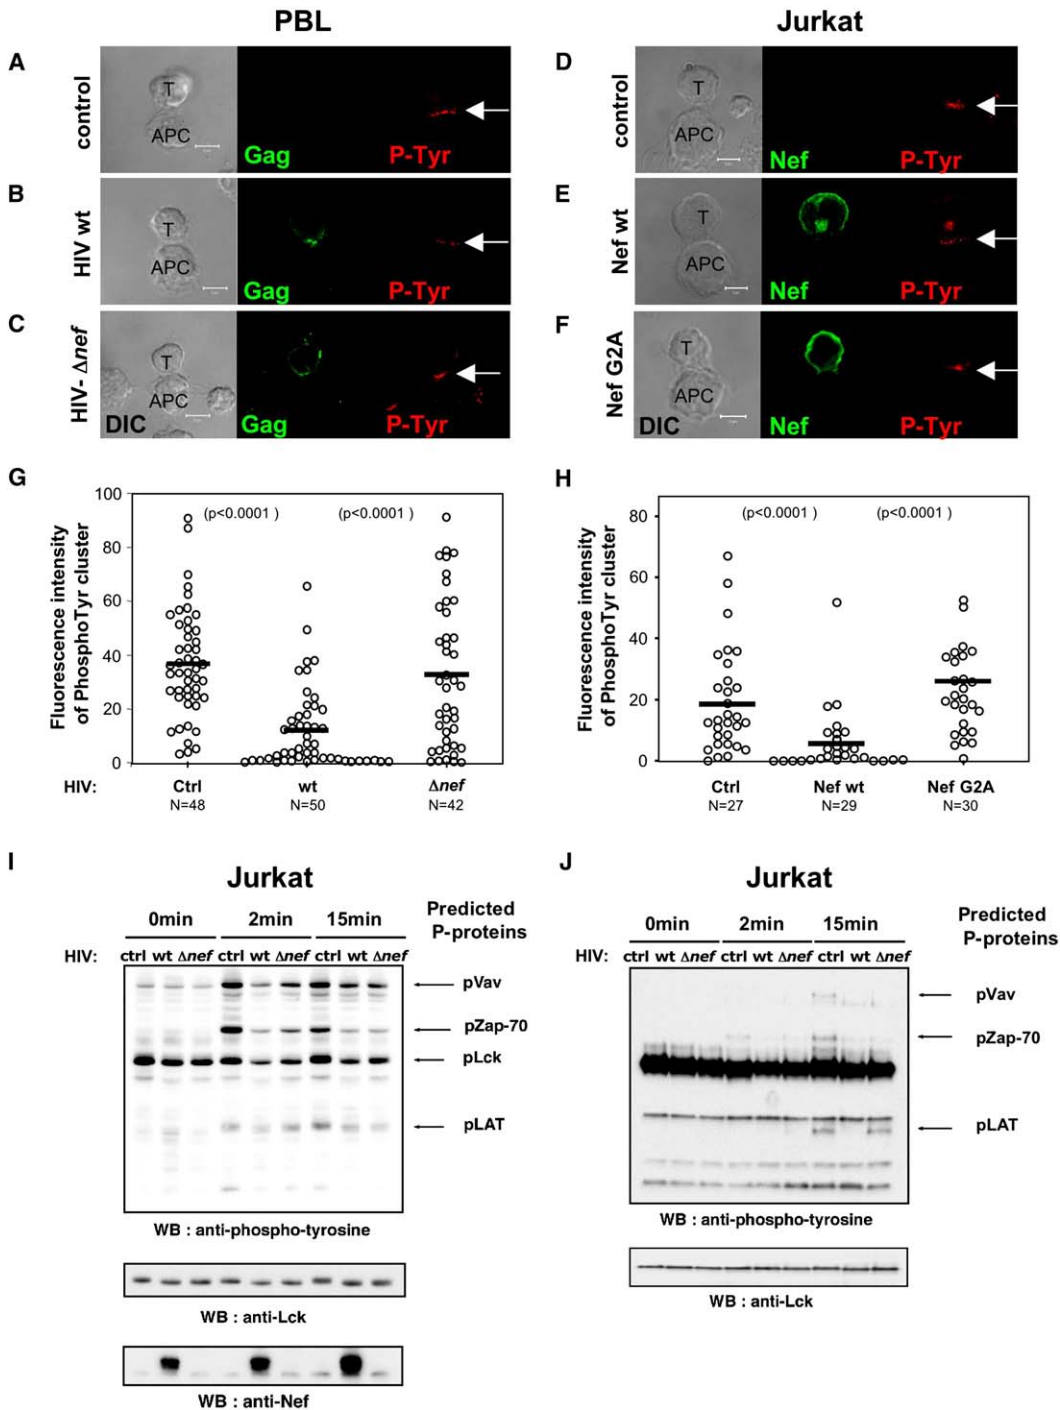 PBL
Jurkat
A
control
T
APC
Gag
P-Tyr
B
HIV wt
T
APC
Gag
P-Tyr
C
HIV- Δnef
T
APC
DIC
Gag
P-Tyr
D
control
T
APC
Nef
P-Tyr
E
Nef wt
T
APC
Nef
P-Tyr
F
Nef G2A
T
APC
DIC
Nef
P-Tyr
G
Fluorescence intensity
of PhosphoTyr cluster
100
80
60
40
20
0
(p<0.0001 )
(p<0.0001 )
HIV:
Ctrl
wt
Δnef
N=48
N=50
N=42
H
Fluorescence intensity
of PhosphoTyr cluster
80
60
40
20
0
(p<0.0001 )
(p<0.0001 )
Ctrl
Nef wt
Nef G2A
N=27
N=29
N=30
I
Jurkat
0min
2min
15min
Predicted
P-proteins
HIV:
ctrl wt Δnef ctrl wt Δnef ctrl wt Δnef
pVav
pZap-70
pLck
pLAT
WB : anti-phospho-tyrosine
WB : anti-Lck
WB : anti-Nef
J
Jurkat
0min
2min
15min
Predicted
P-proteins
HIV:
ctrl wt Δnef ctrl wt Δnef ctrl wt Δnef
pVav
pZap-70
pLAT
WB : anti-phospho-tyrosine
WB : anti-Lck